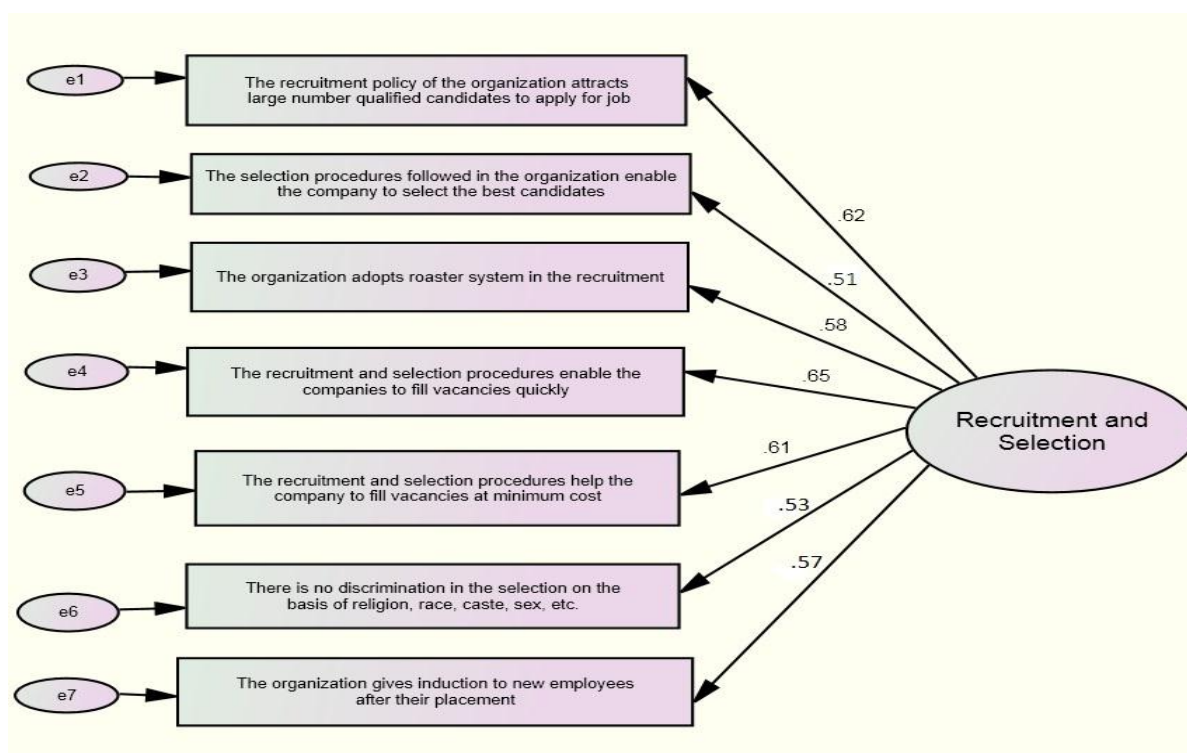 e1
The recruitment policy of the organization attracts
large number qualified candidates to apply for job
e2
The selection procedures followed in the organization enable
the company to select the best candidates
e3
The organization adopts roaster system in the recruitment
e4
The recruitment and selection procedures enable the
companies to fill vacancies quickly
e5
The recruitment and selection procedures help the
company to fill vacancies at minimum cost
e6
There is no discrimination in the selection on the
basis of religion, race, caste, sex, etc.
e7
The organization gives induction to new employees
after their placement
.62
.51
.58
.65
.61
.53
.57
Recruitment and
Selection